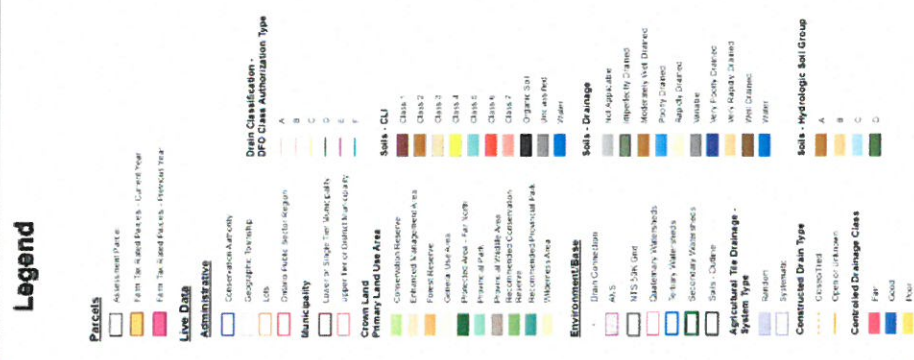 Legend
Parcels
Assessment Parcel
Farm Tax Rated Parcels - Current Year
Farm Tax Rated Parcels - Previous Year
Live Data
Administrative
Conservation Authority
Geographic Township
Lots
Ontario Public Sector Region
Municipality
Lower or Single Tier Municipality
Upper Tier or District Municipality
Crown Land
Primary Land Use Area
Conservation Reserve
Enhanced Management Area
Forest Reserve
General Use Area
Protected Area - Far North
Provincial Park
Provincial Wildlife Area
Recommended Conservation
Reserve
Recommended Provincial Park
Wilderness Area
Environment/Base
Drain Connection
NTS 50K Grid
Quaternary Watersheds
Tertiary Watersheds
Secondary Watersheds
Soils - Outline
Agricultural Tile Drainage -
System Type
Random
Systematic
Constructed Drain Type
Closed/Tiled
Open or Unknown
Controlled Drainage Class
Fair
Good
Poor
Drain Classification -
DFO Class Authorization Type
A
B
C
D
E
F
Soils - CLI
Class 1
Class 2
Class 3
Class 4
Class 5
Class 6
Class 7
Organic Soil
Unclassified
Water
Soils - Drainage
Not Applicable
Imperfectly Drained
Moderately Well Drained
Poorly Drained
Rapidly Drained
Variable
Very Poorly Drained
Very Rapidly Drained
Well Drained
Water
Soils - Hydrologic Soil Group
A
B
C
D